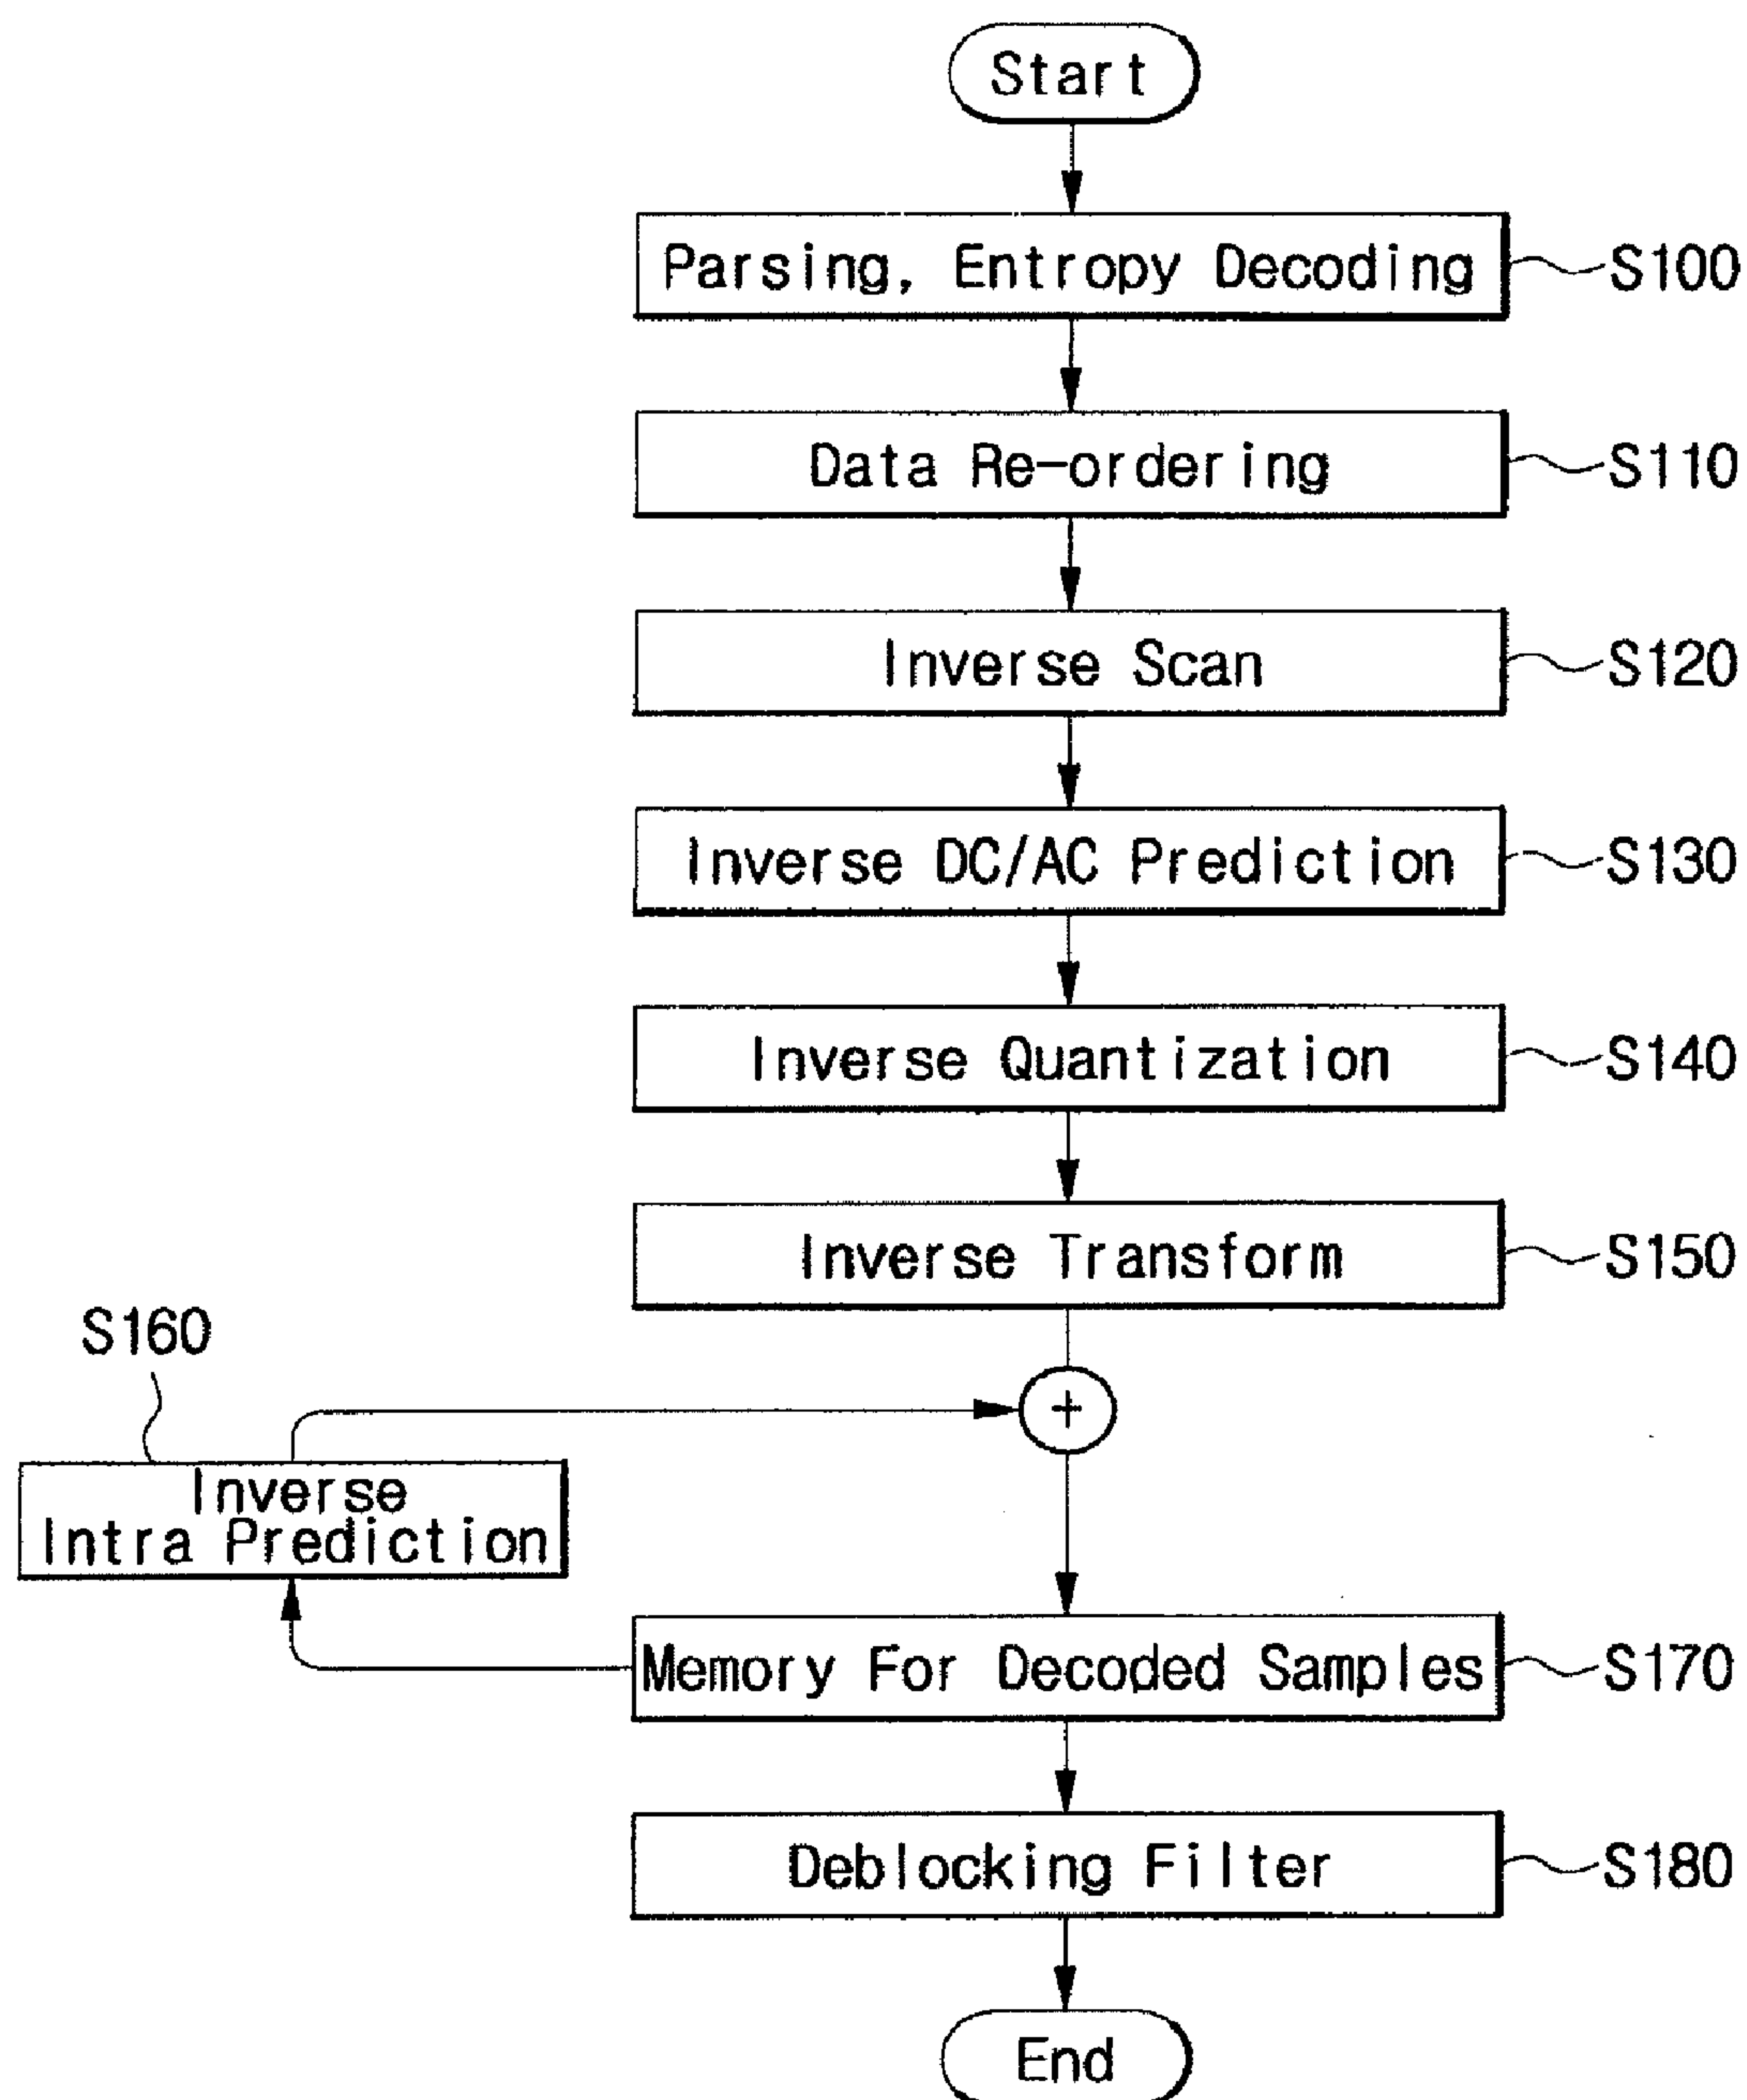 Start
Parsing, Entropy Decoding S100
Data Re-ordering S110
Inverse Scan S120
Inverse DC/AC Prediction S130
Inverse Quantization S140
Inverse Transform S150
S160
+
Inverse
Intra Prediction
Memory For Decoded Samples S170
Deblocking Filter S180
End